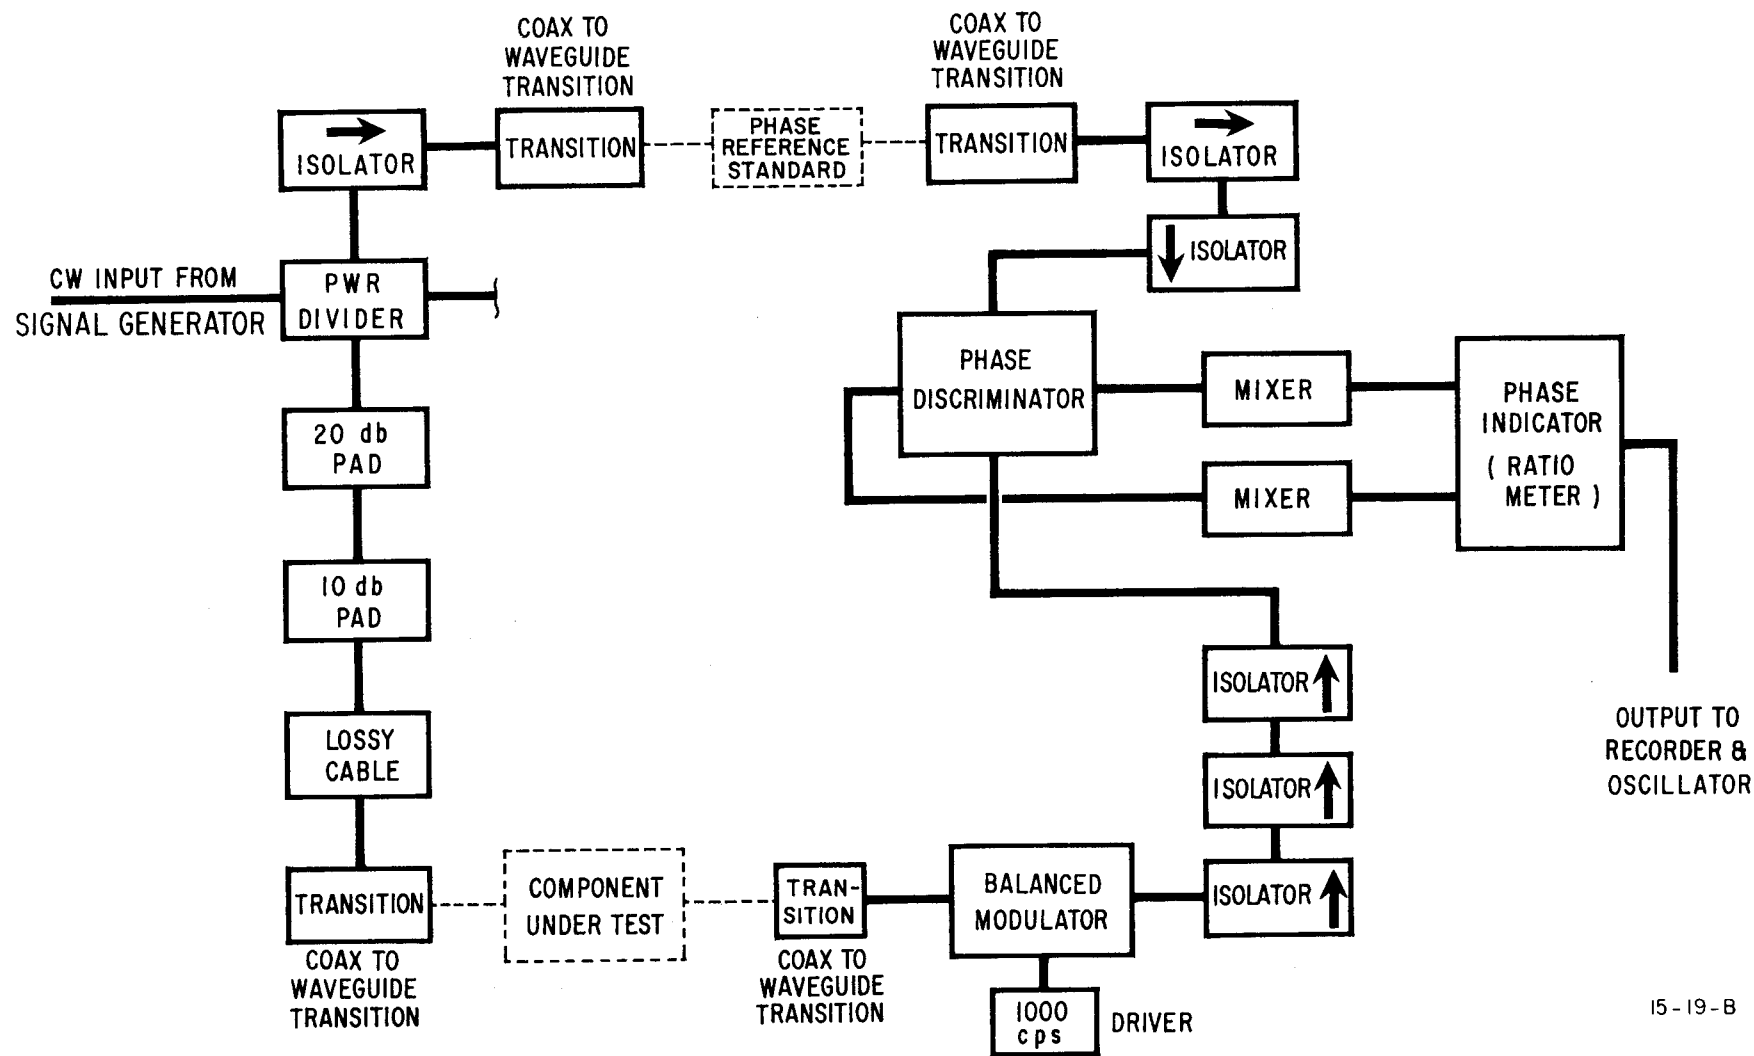 COAX TO
WAVEGUIDE
TRANSITION
COAX TO
WAVEGUIDE
TRANSITION
ISOLATOR
TRANSITION
PHASE
REFERENCE
STANDARD
TRANSITION
ISOLATOR
ISOLATOR
CW INPUT FROM
SIGNAL GENERATOR
PWR
DIVIDER
PHASE
DISCRIMINATOR
MIXER
MIXER
PHASE
INDICATOR
( RATIO
METER )
20 db
PAD
10 db
PAD
LOSSY
CABLE
ISOLATOR
ISOLATOR
ISOLATOR
OUTPUT TO
RECORDER &
OSCILLATOR
TRANSITION
COAX TO
WAVEGUIDE
TRANSITION
COMPONENT
UNDER TEST
TRAN-
SITION
COAX TO
WAVEGUIDE
TRANSITION
BALANCED
MODULATOR
1000
cps
DRIVER
15-19-B